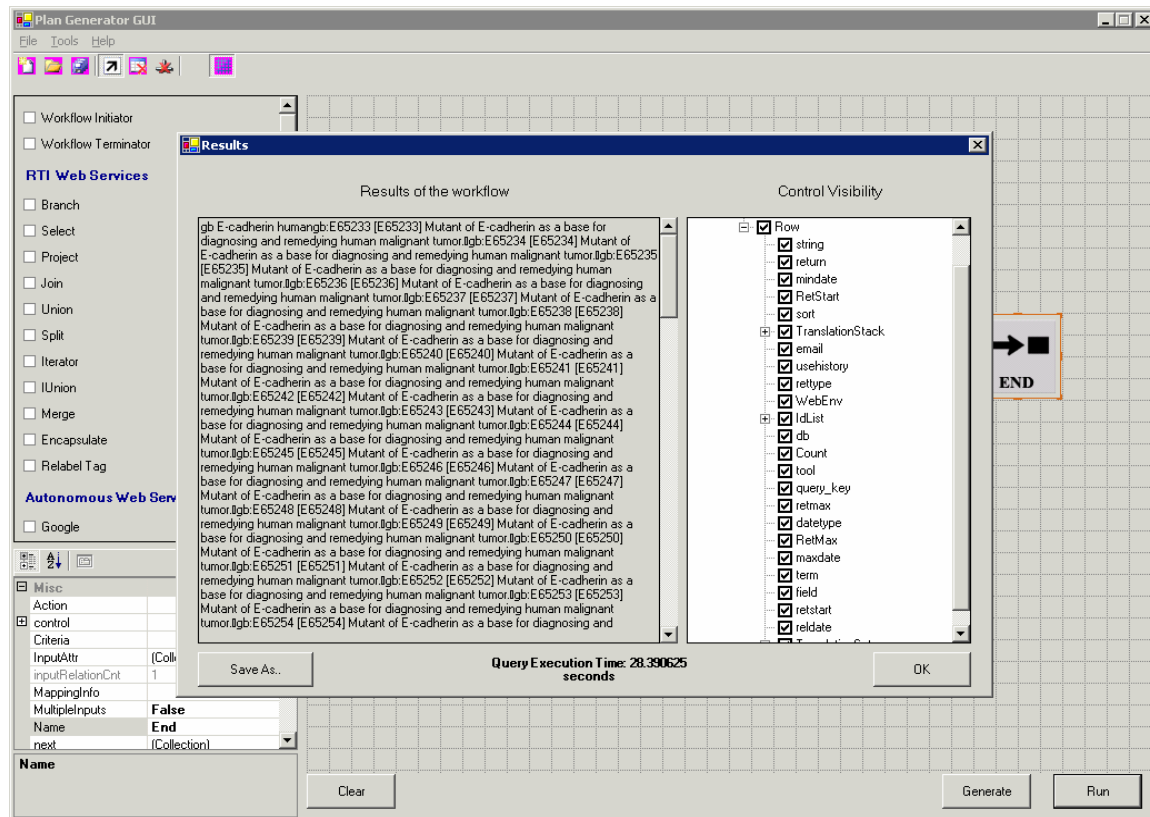 Plan Generator GUI
File Tools Help
Workflow Initiator
Workflow Terminator
RTI Web Services
Branch
Select
Project
Join
Union
Split
Iterator
IUnion
Merge
Encapsulate
Relabel Tag
Autonomous Web Serv
Google
Misc
Action
control
Criteria
InputAttr (Coll
inputRelationCnt 1
MappingInfo
MultipleInputs False
Name End
next (Collection)
Name
Results
Results of the workflow
gb E-cadherin humangb:E65233 [E65233] Mutant of E-cadherin as a base for
diagnosing and remedying human malignant tumor.▯gb:E65234 [E65234] Mutant of
E-cadherin as a base for diagnosing and remedying human malignant tumor.▯gb:E65235
[E65235] Mutant of E-cadherin as a base for diagnosing and remedying human
malignant tumor.▯gb:E65236 [E65236] Mutant of E-cadherin as a base for diagnosing
and remedying human malignant tumor.▯gb:E65237 [E65237] Mutant of E-cadherin as a
base for diagnosing and remedying human malignant tumor.▯gb:E65238 [E65238]
Mutant of E-cadherin as a base for diagnosing and remedying human malignant
tumor.▯gb:E65239 [E65239] Mutant of E-cadherin as a base for diagnosing and
remedying human malignant tumor.▯gb:E65240 [E65240] Mutant of E-cadherin as a
base for diagnosing and remedying human malignant tumor.▯gb:E65241 [E65241]
Mutant of E-cadherin as a base for diagnosing and remedying human malignant
tumor.▯gb:E65242 [E65242] Mutant of E-cadherin as a base for diagnosing and
remedying human malignant tumor.▯gb:E65243 [E65243] Mutant of E-cadherin as a
base for diagnosing and remedying human malignant tumor.▯gb:E65244 [E65244]
Mutant of E-cadherin as a base for diagnosing and remedying human malignant
tumor.▯gb:E65245 [E65245] Mutant of E-cadherin as a base for diagnosing and
remedying human malignant tumor.▯gb:E65246 [E65246] Mutant of E-cadherin as a
base for diagnosing and remedying human malignant tumor.▯gb:E65247 [E65247]
Mutant of E-cadherin as a base for diagnosing and remedying human malignant
tumor.▯gb:E65248 [E65248] Mutant of E-cadherin as a base for diagnosing and
remedying human malignant tumor.▯gb:E65249 [E65249] Mutant of E-cadherin as a
base for diagnosing and remedying human malignant tumor.▯gb:E65250 [E65250]
Mutant of E-cadherin as a base for diagnosing and remedying human malignant
tumor.▯gb:E65251 [E65251] Mutant of E-cadherin as a base for diagnosing and
remedying human malignant tumor.▯gb:E65252 [E65252] Mutant of E-cadherin as a
base for diagnosing and remedying human malignant tumor.▯gb:E65253 [E65253]
Mutant of E-cadherin as a base for diagnosing and remedying human malignant
tumor.▯gb:E65254 [E65254] Mutant of E-cadherin as a base for diagnosing and
Control Visibility
Row
string
return
mindate
RetStart
sort
TranslationStack
email
usehistory
rettype
WebEnv
IdList
db
Count
tool
query_key
retmax
datetype
RetMax
maxdate
term
field
retstart
reldate
Save As..
Query Execution Time: 28.390625
seconds
OK
END
Clear
Generate
Run